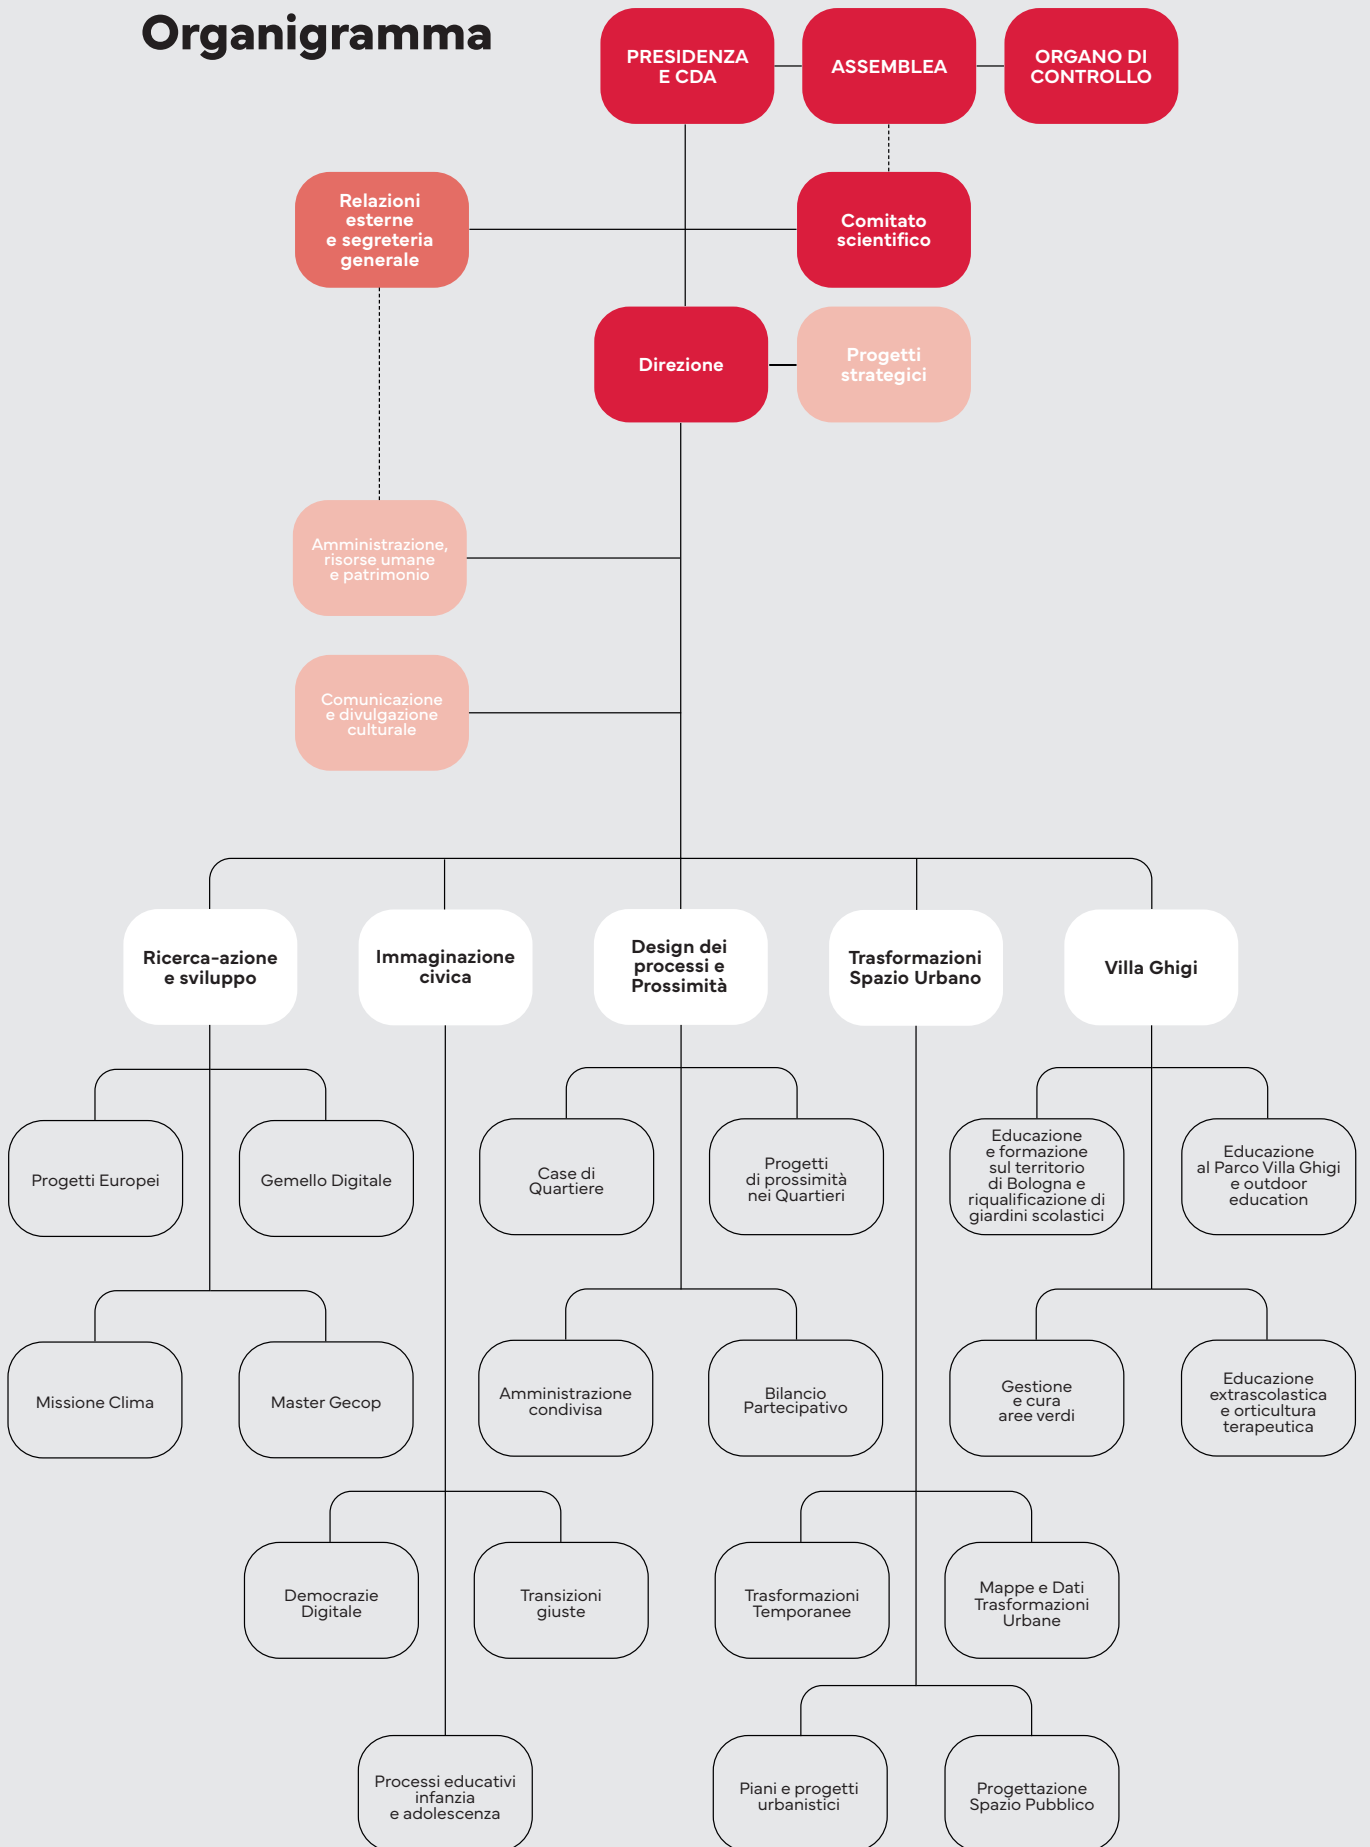 Organigramma
PRESIDENZA
E CDA
ASSEMBLEA
ORGANO DI
CONTROLLO
Relazioni
esterne
e segreteria
generale
Comitato
scientifico
Direzione
Progetti
strategici
Amministrazione,
risorse umane
e patrimonio
Comunicazione
e divulgazione
culturale
Ricerca-azione
e sviluppo
Immaginazione
civica
Design dei
processi e
Prossimità
Trasformazioni
Spazio Urbano
Villa Ghigi
Progetti Europei
Gemello Digitale
Case di
Quartiere
Progetti
di prossimità
nei Quartieri
Educazione
e formazione
sul territorio
di Bologna e
riqualificazione di
giardini scolastici
Educazione
al Parco Villa Ghigi
e outdoor
education
Missione Clima
Master Gecop
Amministrazione
condivisa
Bilancio
Partecipativo
Gestione
e cura
aree verdi
Educazione
extrascolastica
e orticultura
terapeutica
Democrazie
Digitale
Transizioni
giuste
Trasformazioni
Temporanee
Mappe e Dati
Trasformazioni
Urbane
Processi educativi
infanzia
e adolescenza
Piani e progetti
urbanistici
Progettazione
Spazio Pubblico